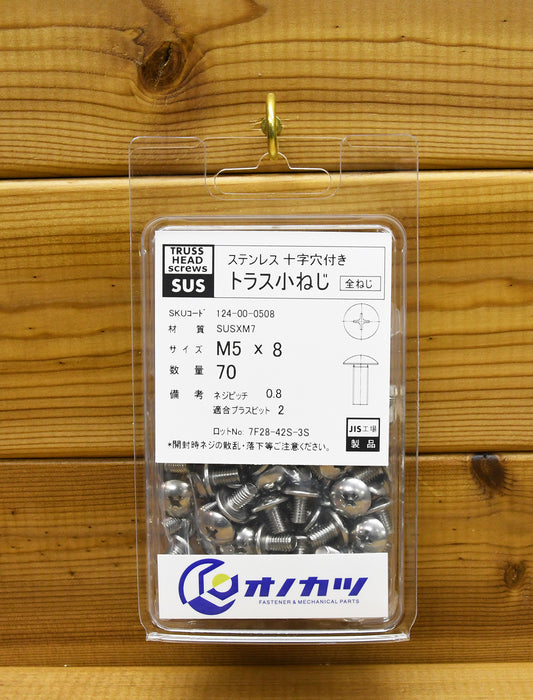 TRUSS
HEAD
screws
SUS
ステンレス 十字穴付き
トラス小ねじ 全ねじ
SKUコード 124-00-0508
材質 SUSXM7
サイズ M5 x 8
数量 70
備考 ネジピッチ 0.8
適合プラスビット 2
ロットNo: 7F28-42S-3S
*開封時ネジの散乱・落下等ご注意ください。
JIS工場
製品
オノカツ
FASTENER & MECHANICAL PARTS